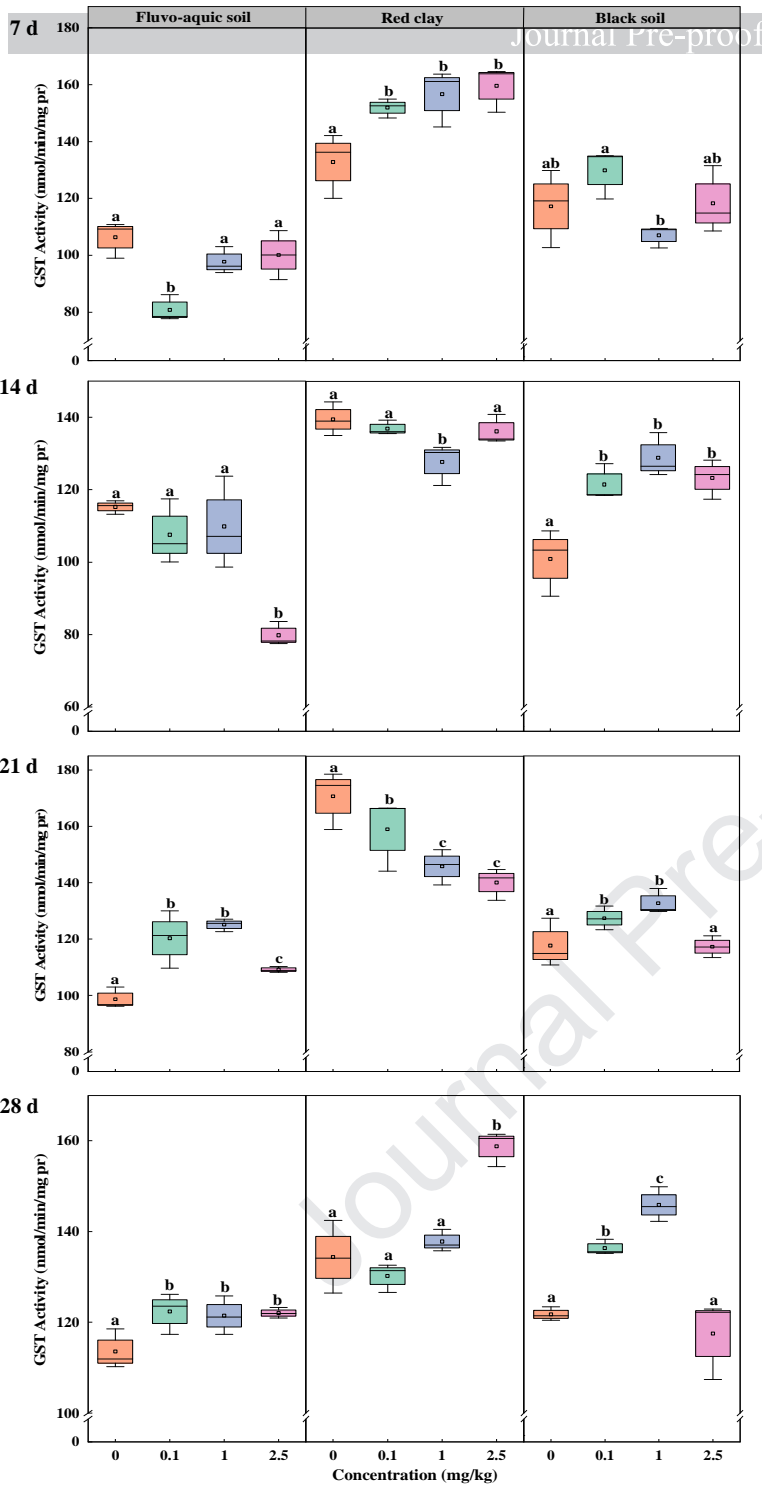 Fluvo-aquic soil Red clay Black soil
Journal Pre-proof
7 d
180
160
140
120
100
80
0
GST Activity (nmol/min/mg pr)
a b a a
a b b b
ab a b ab
14 d
140
120
100
80
60
0
GST Activity (nmol/min/mg pr)
a a a b
a a b a
a b b b
21 d
180
160
140
120
100
80
0
GST Activity (nmol/min/mg pr)
a b b c
a b c c
a b b a
28 d
160
140
120
100
0
GST Activity (nmol/min/mg pr)
a b b b
a a a b
a b c a
0 0.1 1 2.5 0 0.1 1 2.5 0 0.1 1 2.5
Concentration (mg/kg)
Journal Pre-